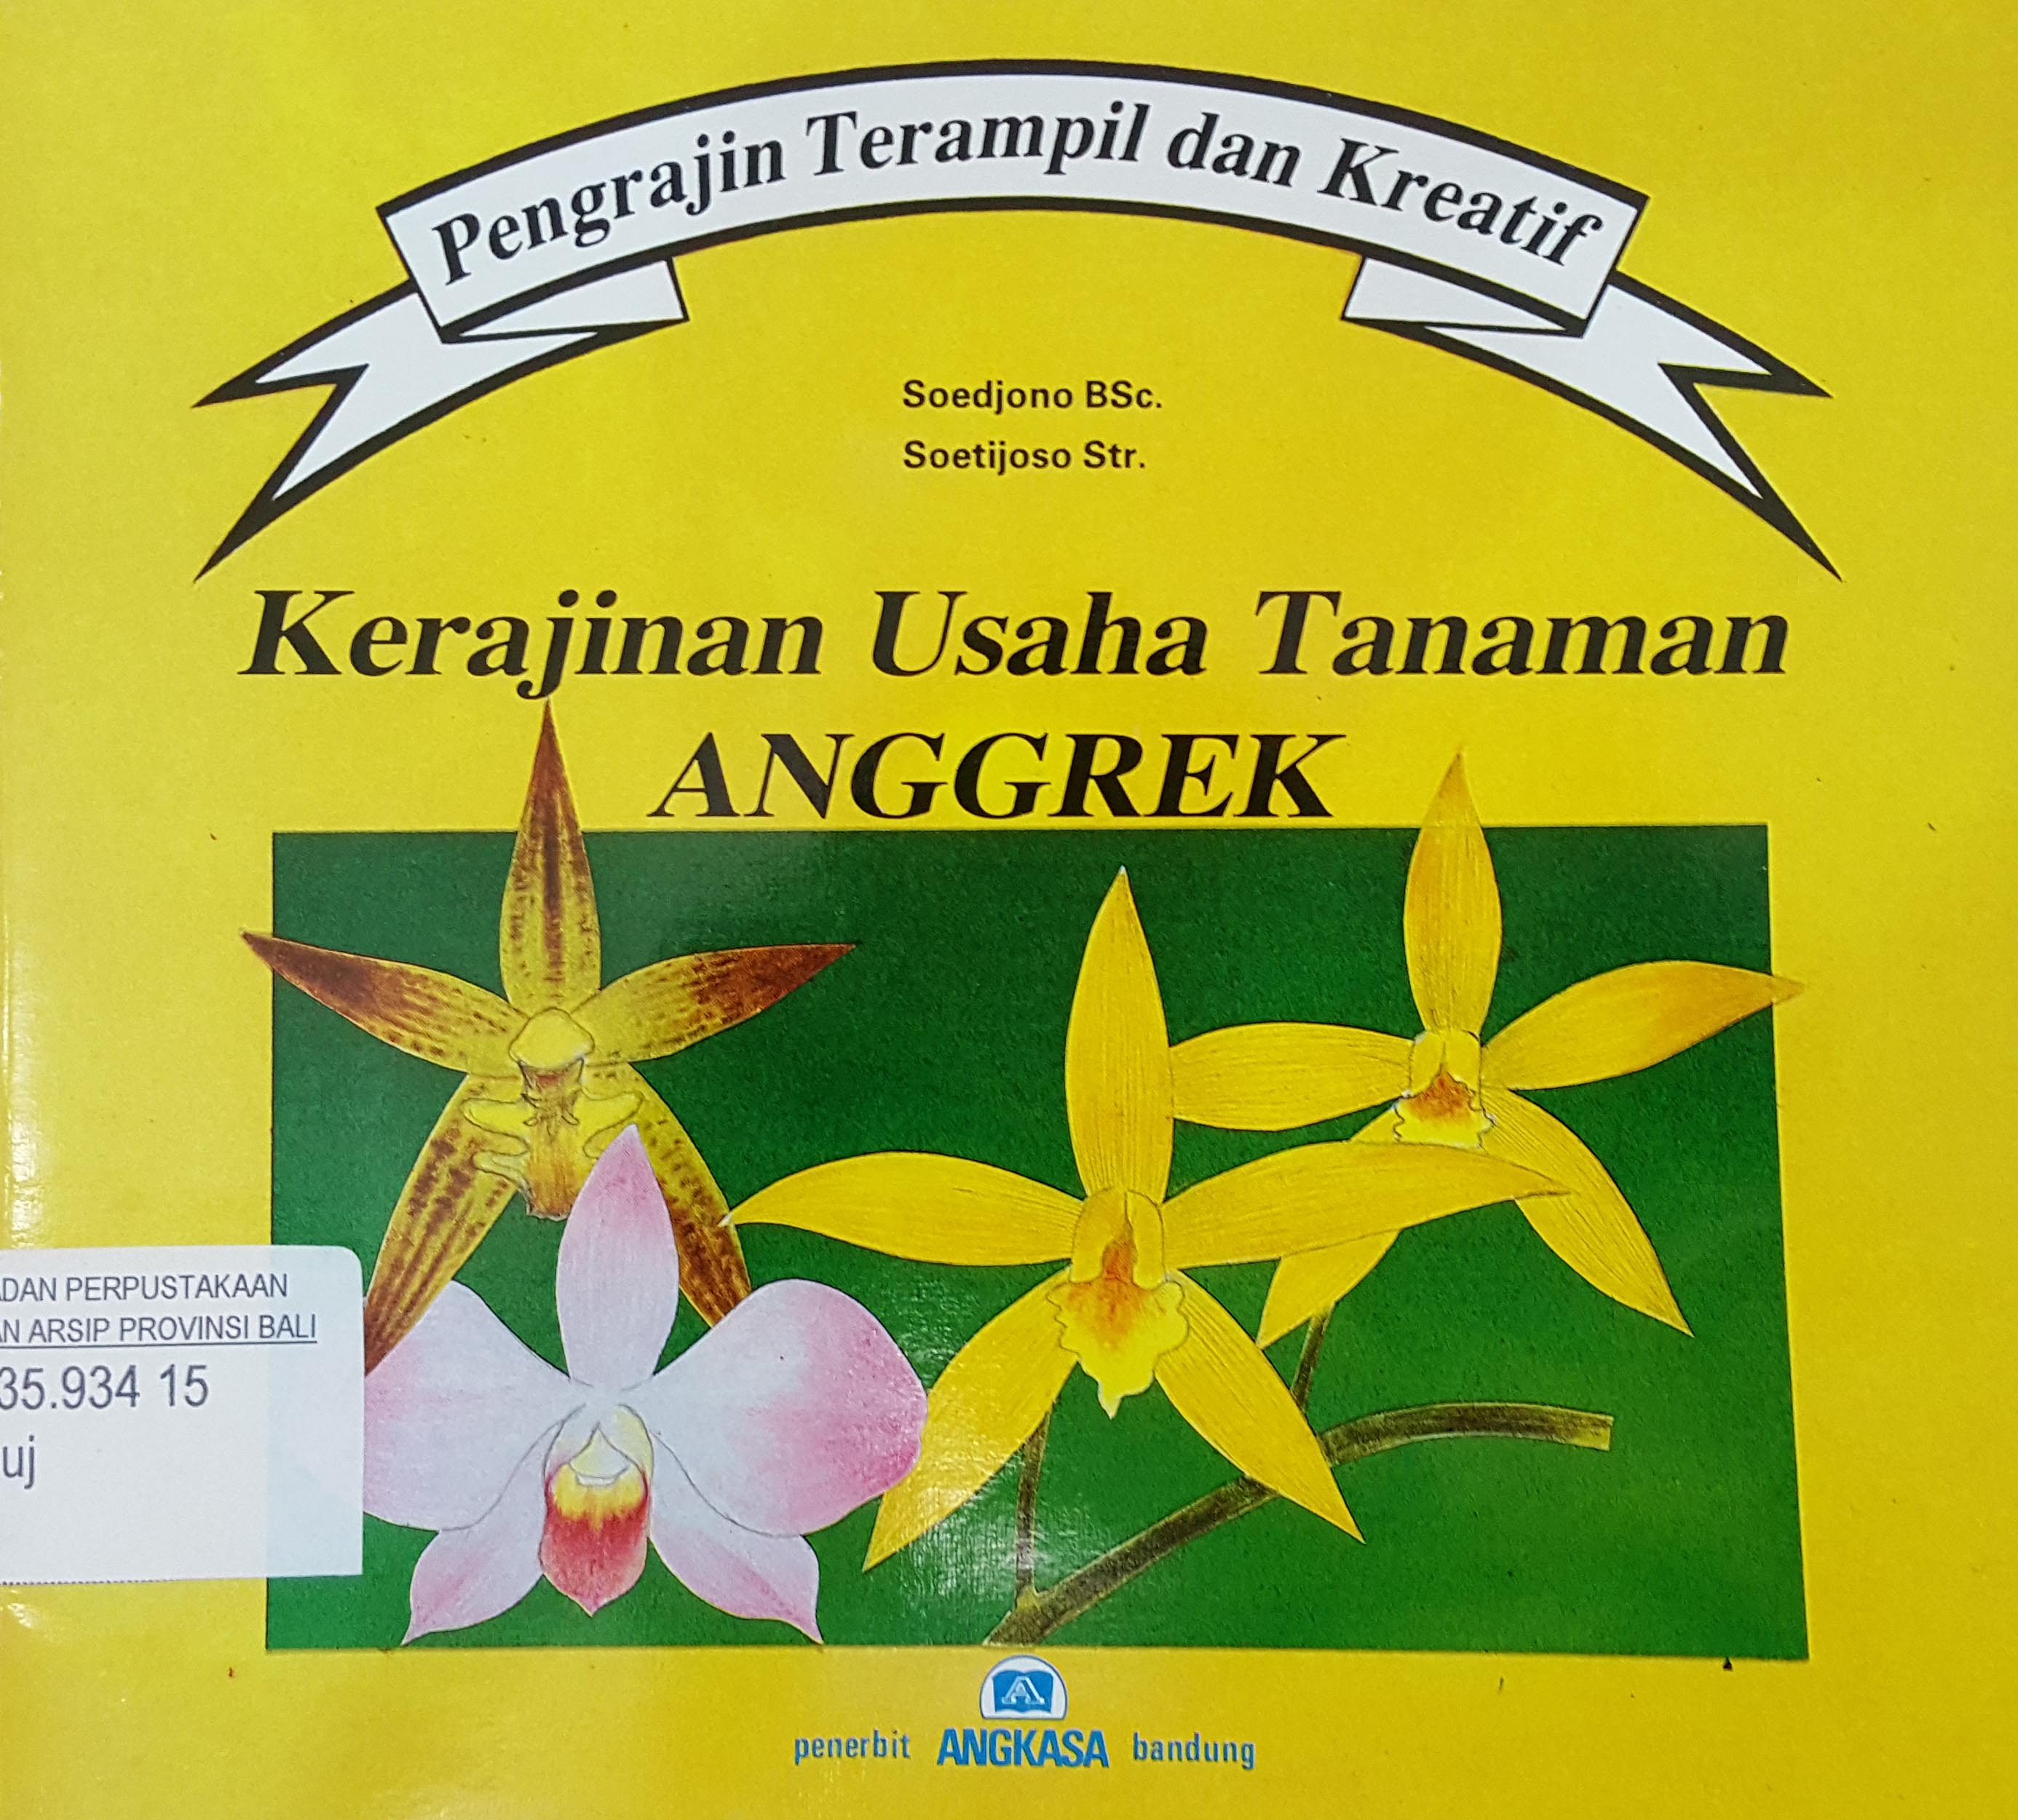 Pengrajin Terampil dan Kreatif
Soedjono BSc.
Soetijoso Str.
Kerajinan Usaha Tanaman
ANGGREK
ADAN PERPUSTAKAAN
AN ARSIP PROVINSI BALI
35.934 15
uj
A
penerbit ANGKASA bandung